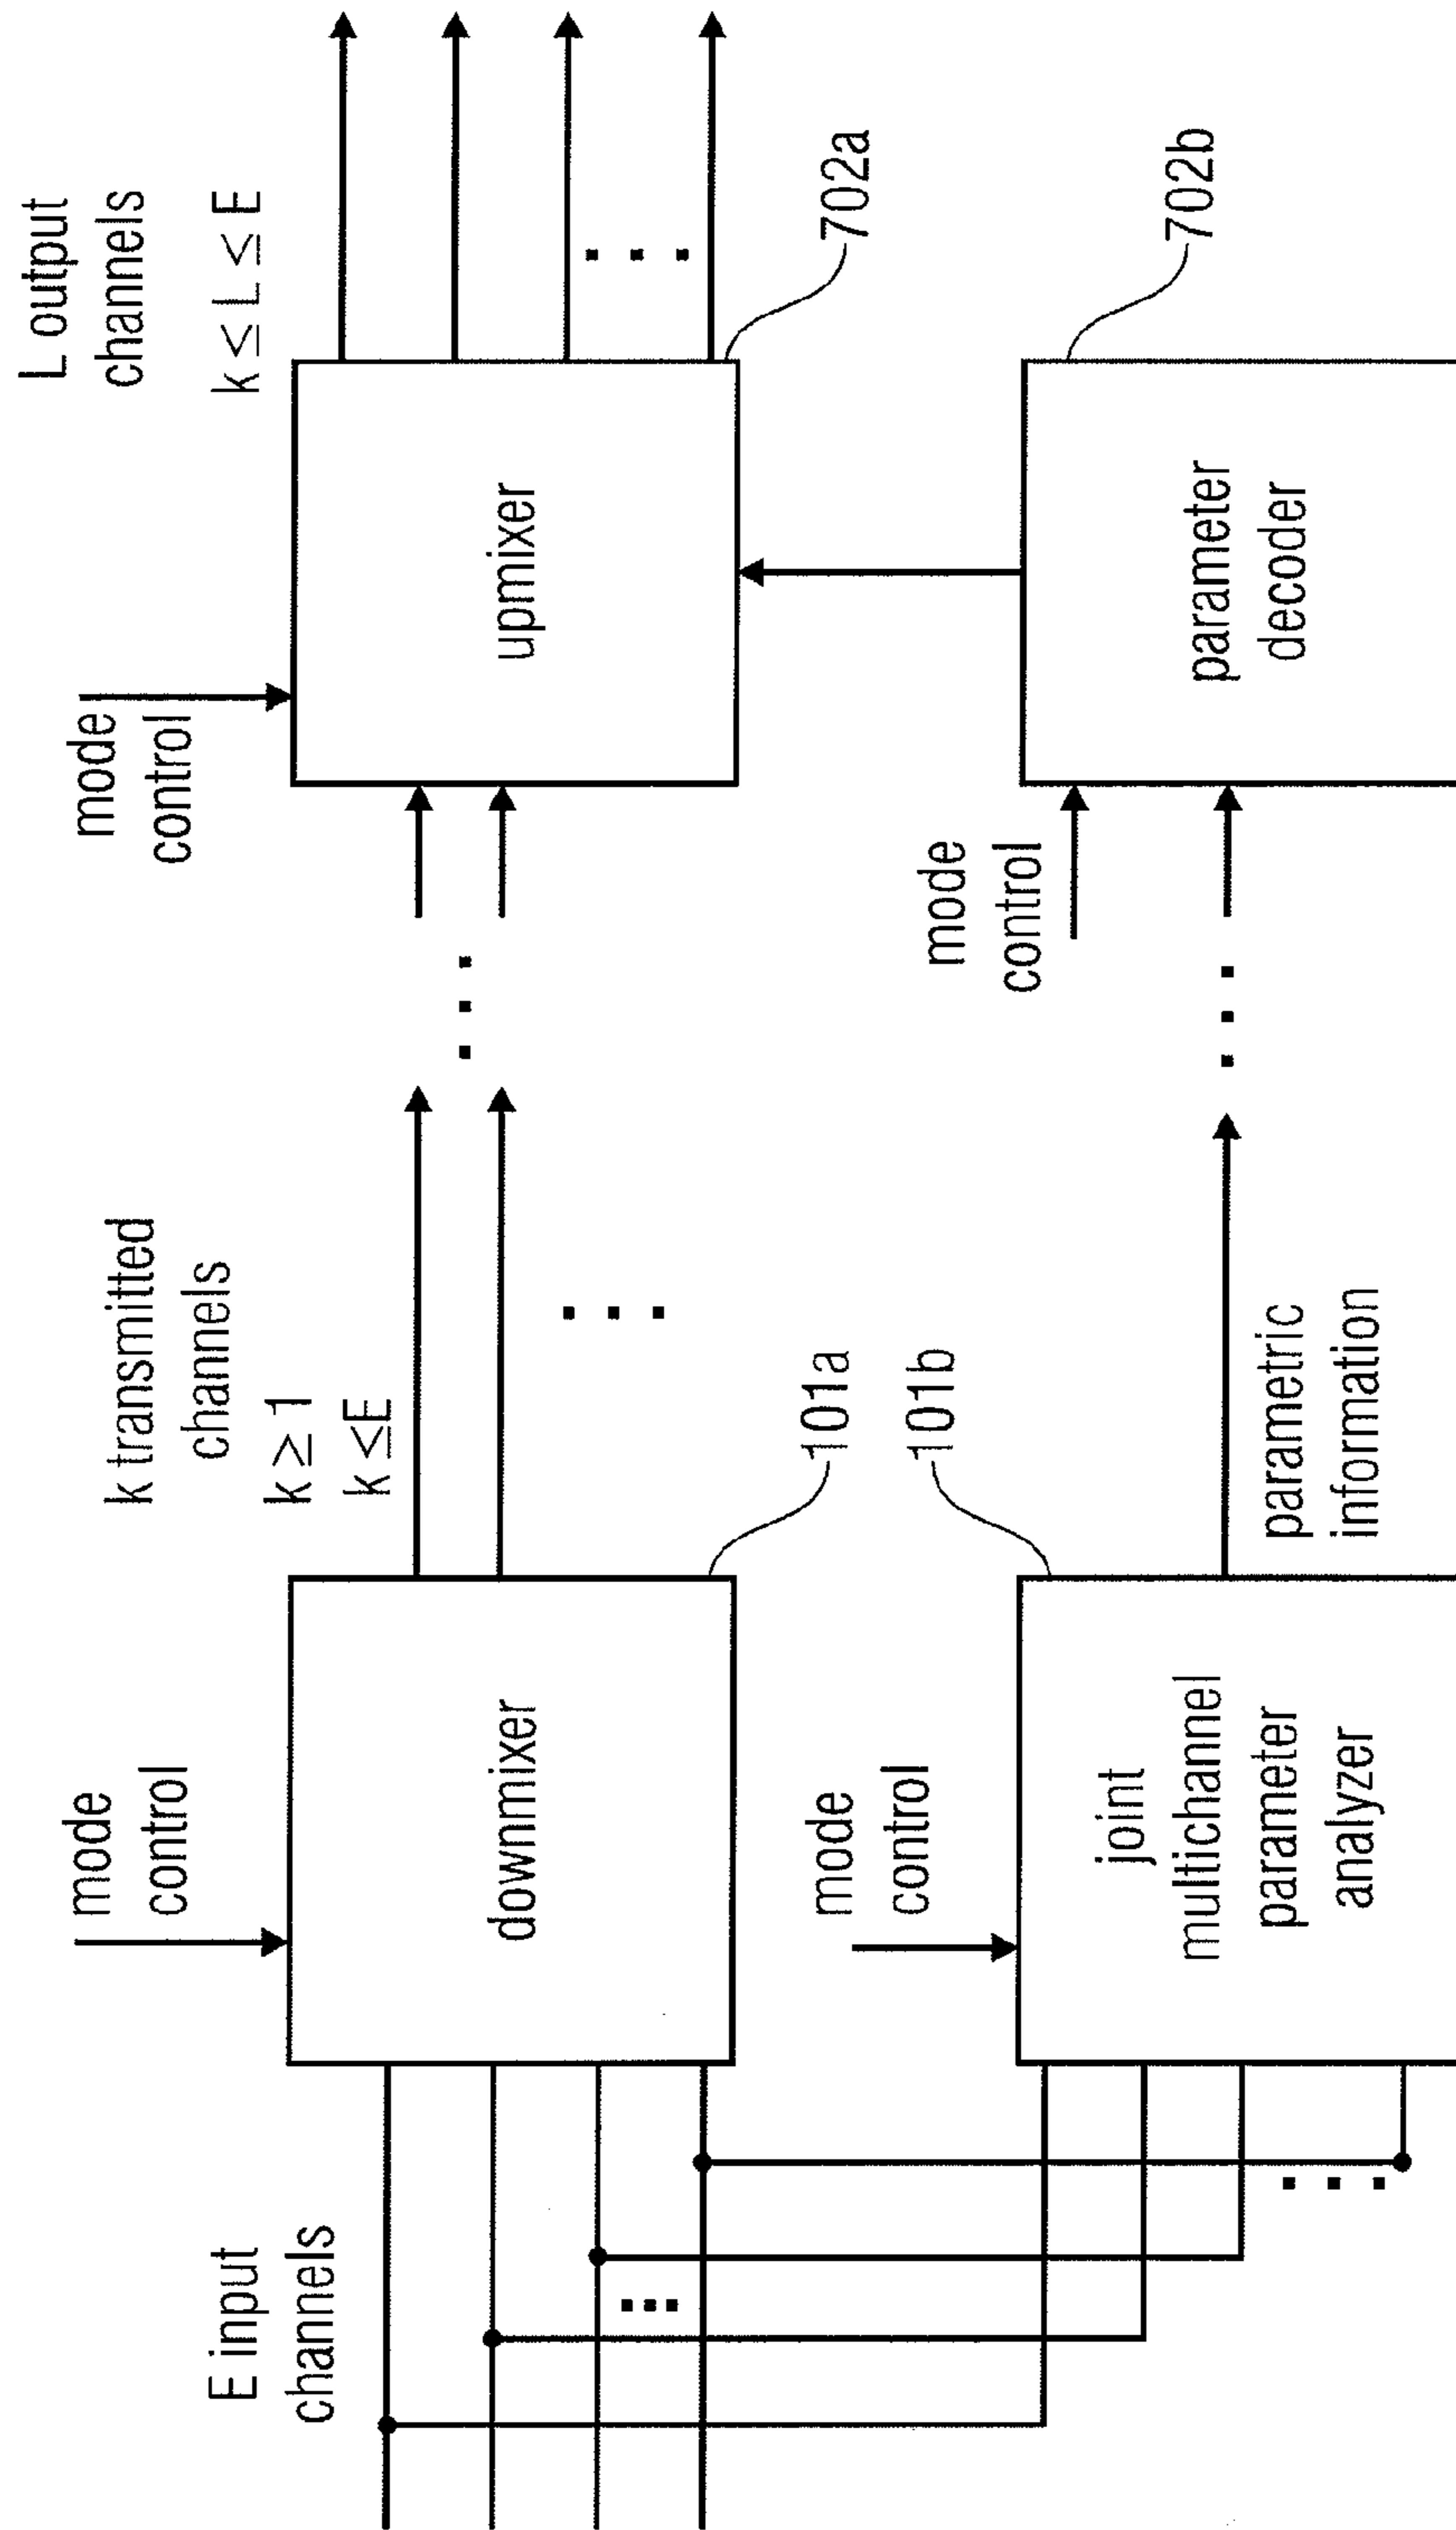 E input
channels
mode
control
downmixer
k transmitted
channels
k ≥ 1
k ≤ E
101a
mode
control
upmixer
L output
channels
k ≤ L ≤ E
702a
mode
control
joint
multichannel
parameter
analyzer
101b
parametric
information
mode
control
parameter
decoder
702b